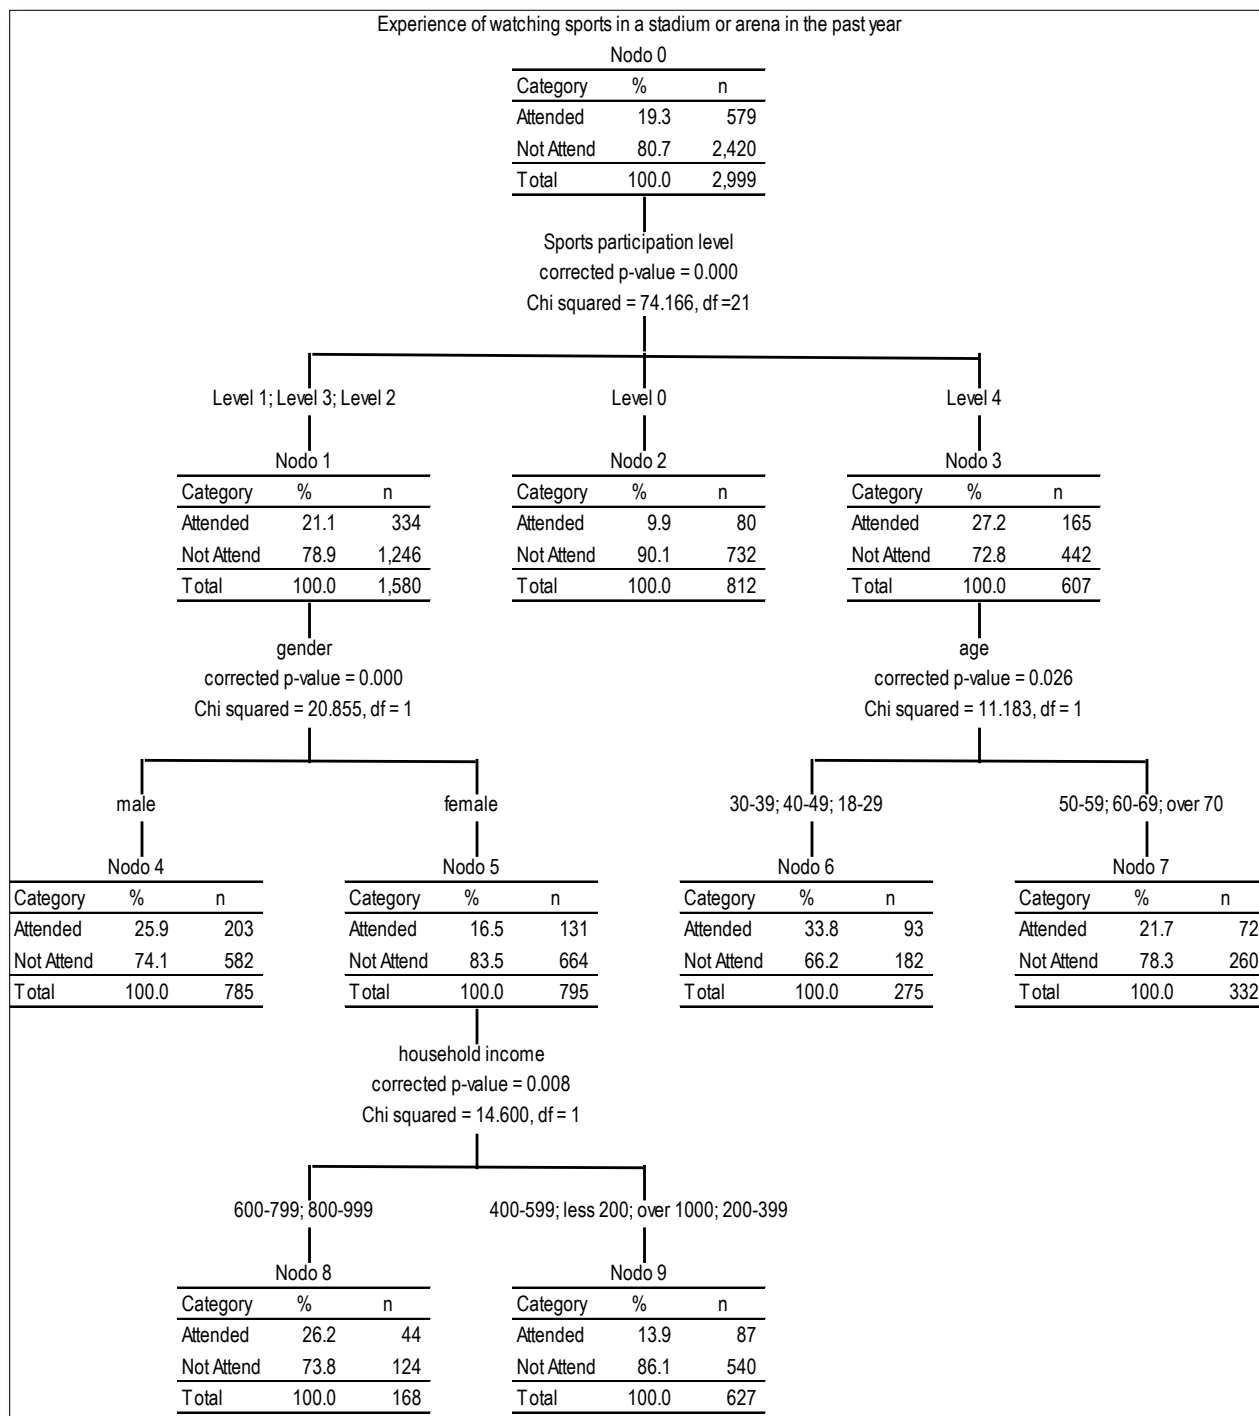 Experience of watching sports in a stadium or arena in the past year
Nodo 0
Category % n
Attended 19.3 579
Not Attend 80.7 2,420
Total 100.0 2,999
Sports participation level
corrected p-value = 0.000
Chi squared = 74.166, df =21
Level 1; Level 3; Level 2
Level 0
Level 4
Nodo 1
Category % n
Attended 21.1 334
Not Attend 78.9 1,246
Total 100.0 1,580
Nodo 2
Category % n
Attended 9.9 80
Not Attend 90.1 732
Total 100.0 812
Nodo 3
Category % n
Attended 27.2 165
Not Attend 72.8 442
Total 100.0 607
gender
corrected p-value = 0.000
Chi squared = 20.855, df = 1
age
corrected p-value = 0.026
Chi squared = 11.183, df = 1
male
female
30-39; 40-49; 18-29
50-59; 60-69; over 70
Nodo 4
Category % n
Attended 25.9 203
Not Attend 74.1 582
Total 100.0 785
Nodo 5
Category % n
Attended 16.5 131
Not Attend 83.5 664
Total 100.0 795
Nodo 6
Category % n
Attended 33.8 93
Not Attend 66.2 182
Total 100.0 275
Nodo 7
Category % n
Attended 21.7 72
Not Attend 78.3 260
Total 100.0 332
household income
corrected p-value = 0.008
Chi squared = 14.600, df = 1
600-799; 800-999
400-599; less 200; over 1000; 200-399
Nodo 8
Category % n
Attended 26.2 44
Not Attend 73.8 124
Total 100.0 168
Nodo 9
Category % n
Attended 13.9 87
Not Attend 86.1 540
Total 100.0 627